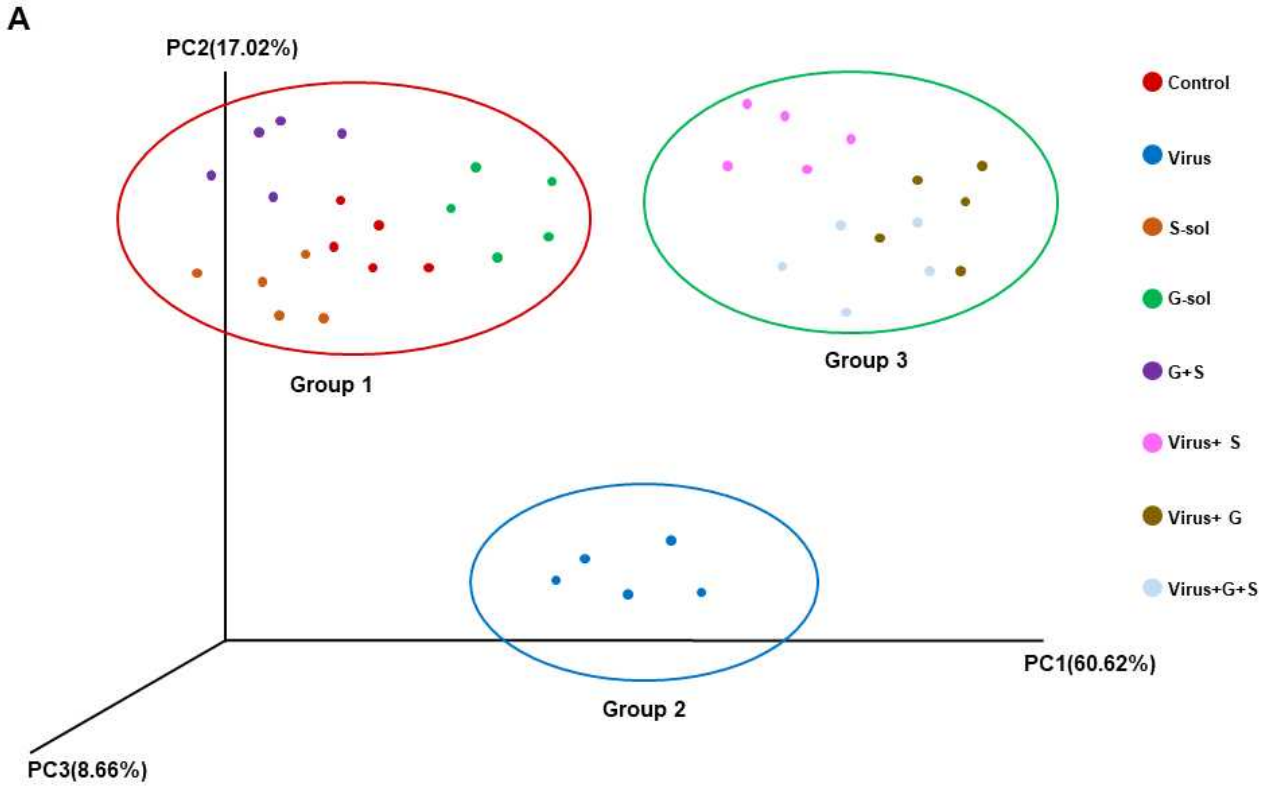 A
PC2(17.02%)
Control
Virus
S-sol
G-sol
G+S
Virus+ S
Virus+ G
Virus+G+S
Group 1
Group 3
Group 2
PC1(60.62%)
PC3(8.66%)